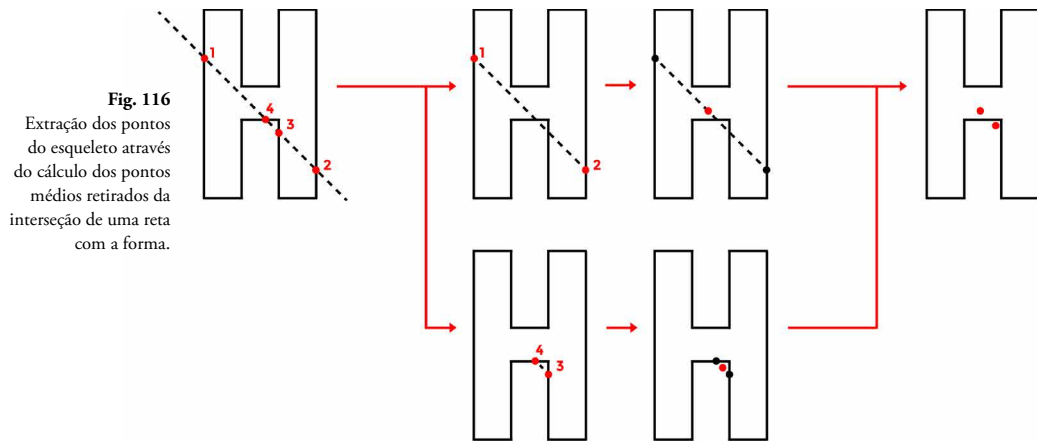 Fig. 116
Extração dos pontos
do esqueleto através
do cálculo dos pontos
médios retirados da
interseção de uma reta
com a forma.
1
4
3
2
1
2
4
3